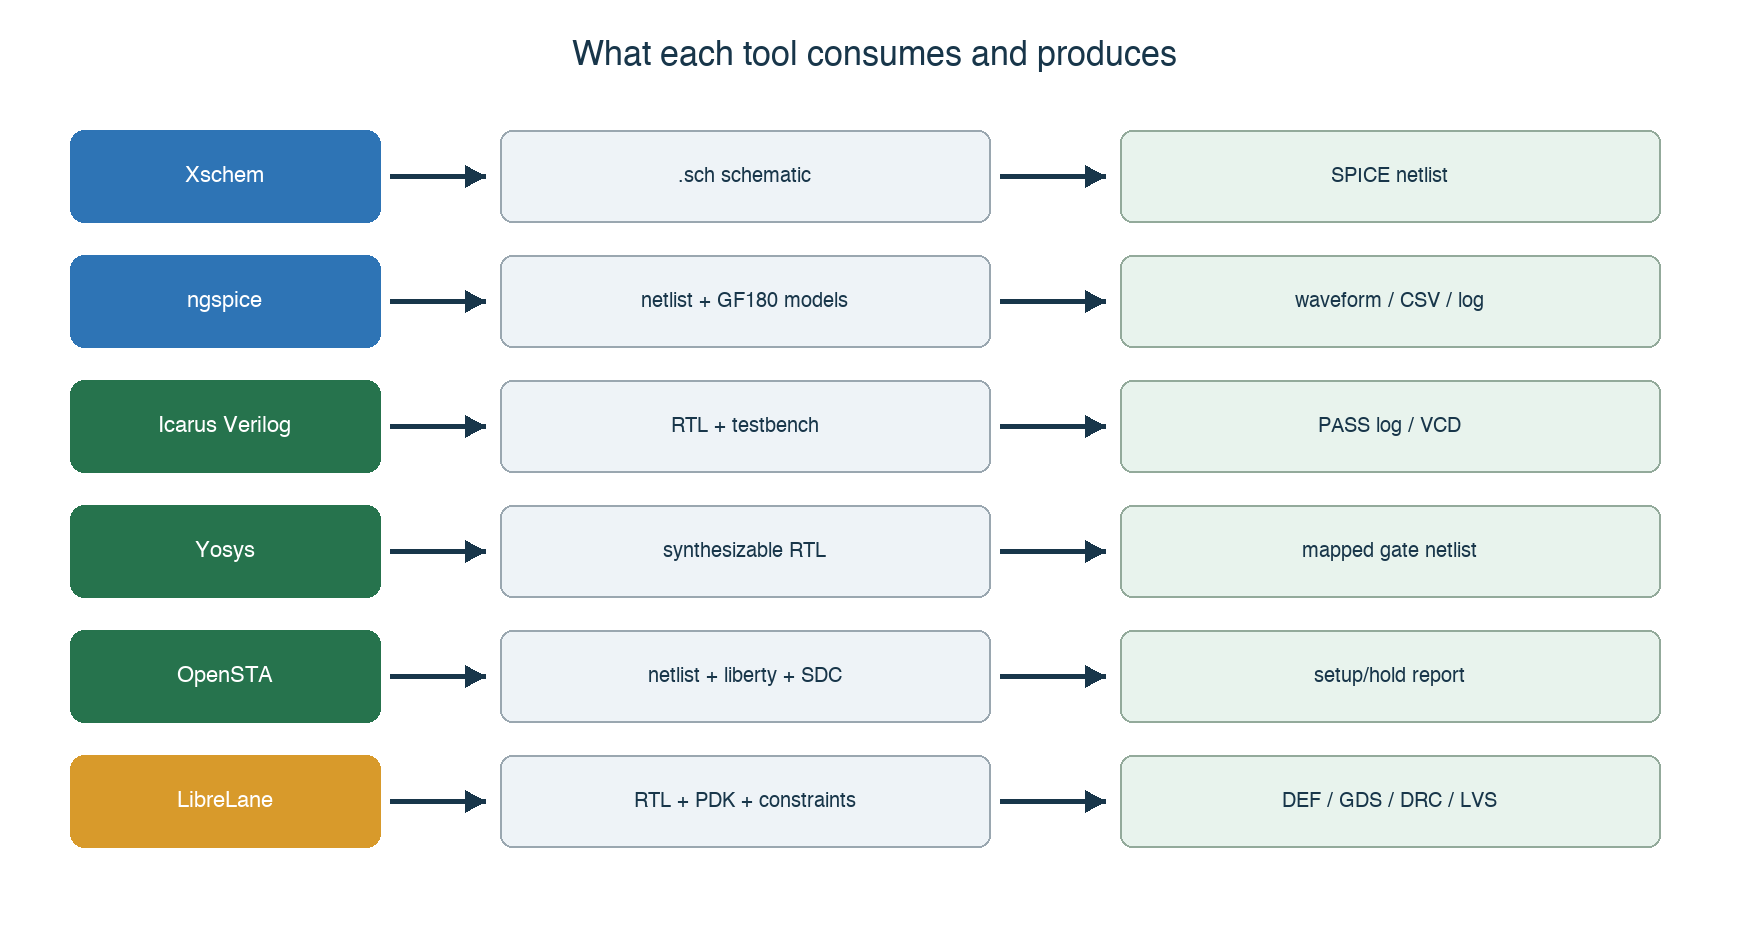 What each tool consumes and produces
Xschem
.sch schematic
SPICE netlist
ngspice
netlist + GF180 models
waveform / CSV / log
Icarus Verilog
RTL + testbench
PASS log / VCD
Yosys
synthesizable RTL
mapped gate netlist
OpenSTA
netlist + liberty + SDC
setup/hold report
LibreLane
RTL + PDK + constraints
DEF / GDS / DRC / LVS